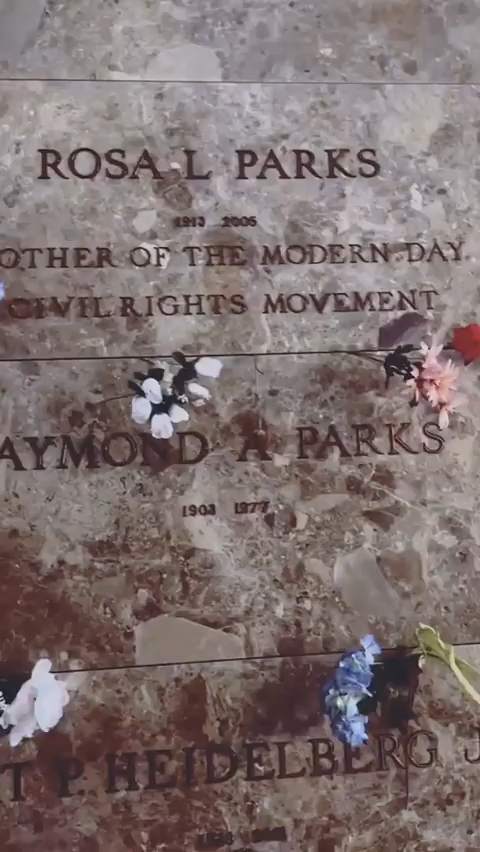 ROSA L PARKS
1913 2005
OTHER OF THE MODERN DAY
CIVIL RIGHTS MOVEMENT
AYMOND A PARKS
1903 1977
T P. HEIDELBERG J